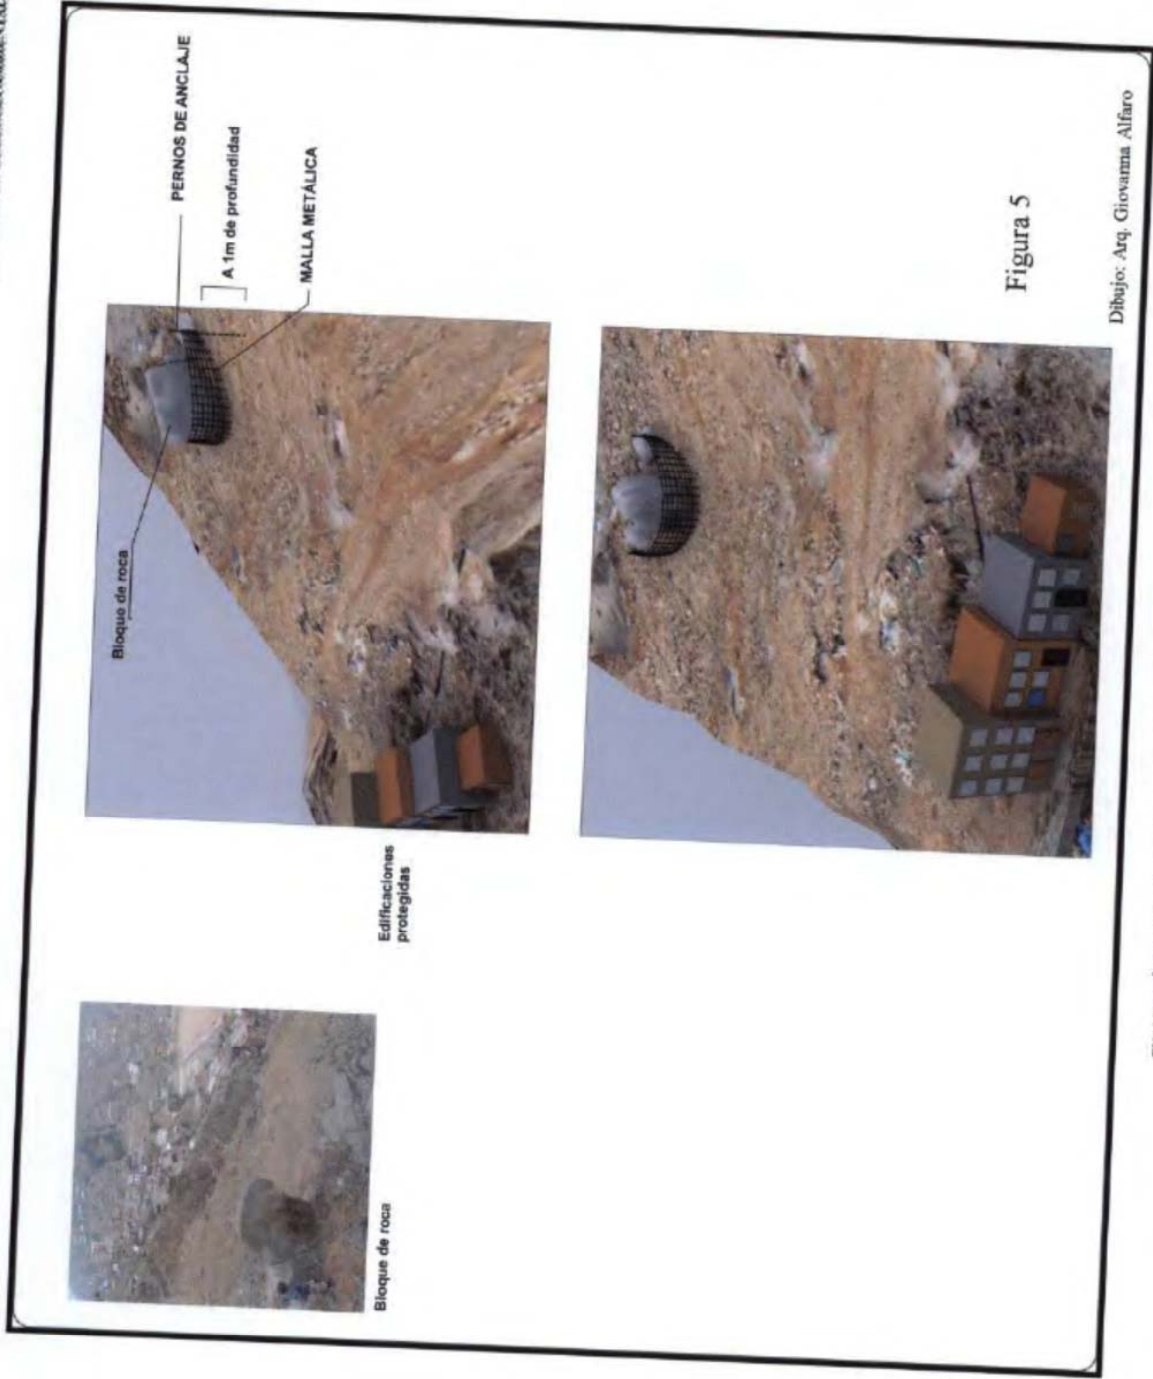 PERNOS DE ANCLAJE
A 1m de profundidad
MALLA METÁLICA
Bloque de roca
Edificaciones
protegidas
Bloque de roca
Figura 5
Dibujo: Arq. Giovanna Alfaro